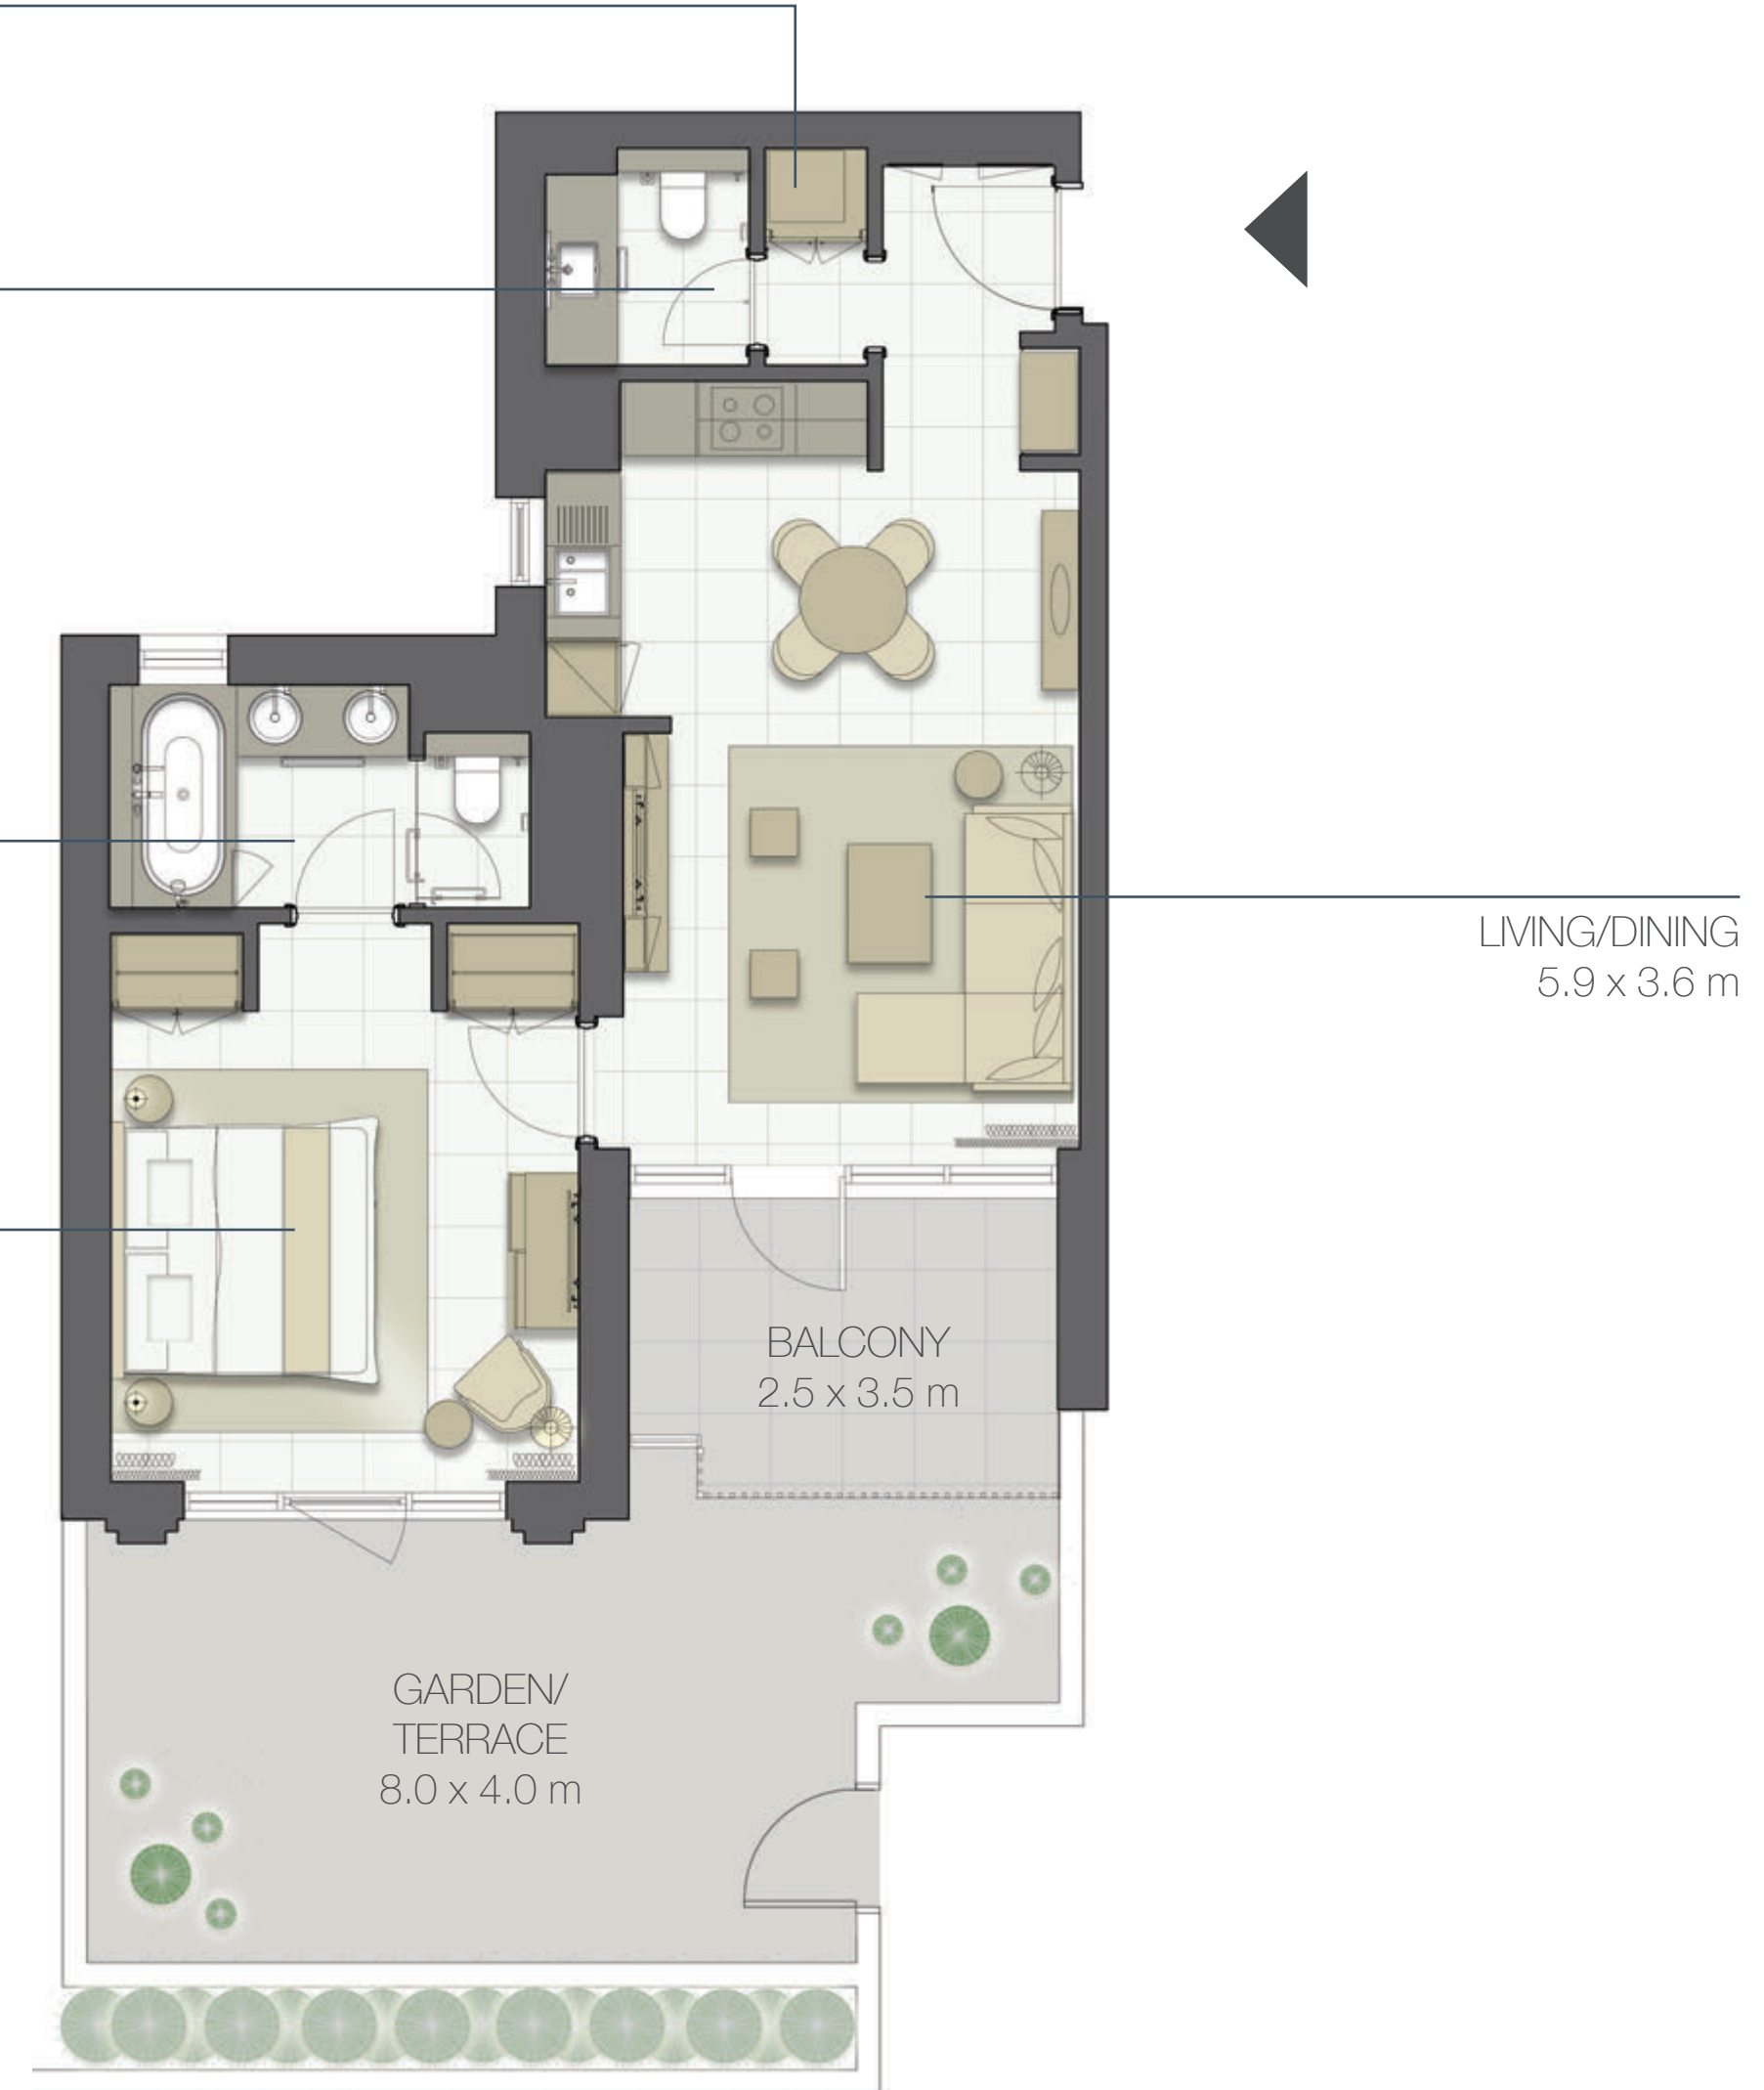 LIVING/DINING
5.9 x 3.6 m
BALCONY
2.5 x 3.5 m
GARDEN/
TERRACE
8.0 x 4.0 m